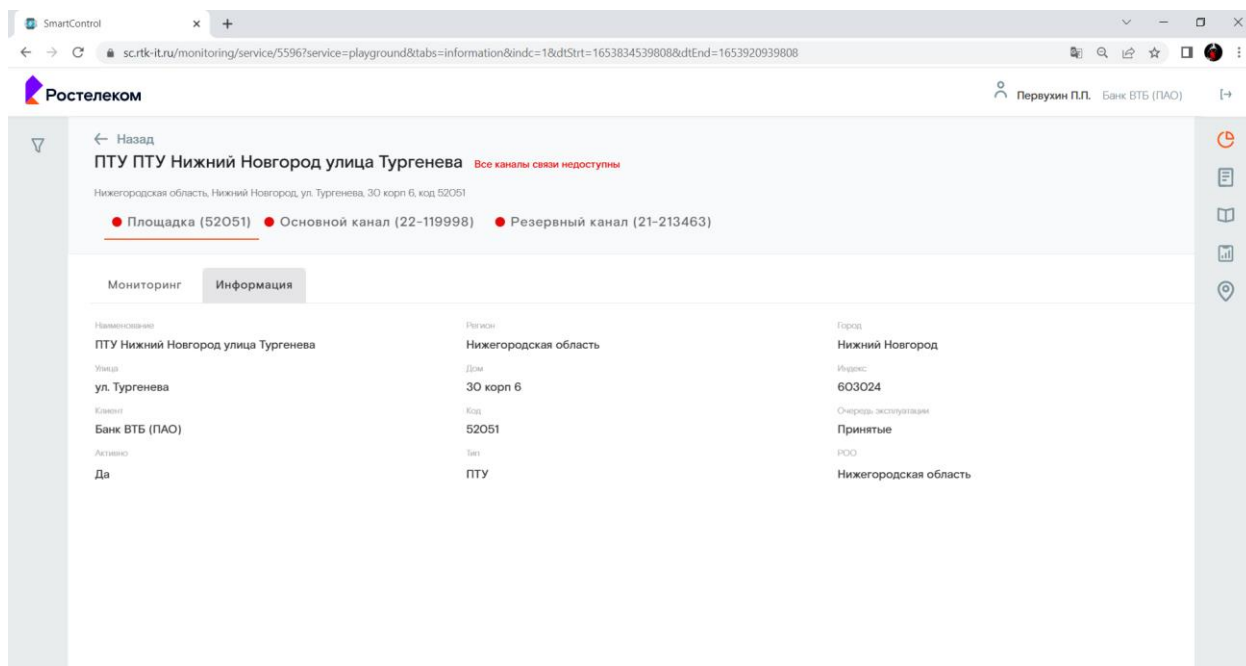 SmartControl
sc.rtk-it.ru/monitoring/service/5596?service=playground&tabs=information&indc=1&dtStrt=1653834539808&dtEnd=1653920939808
Ростелеком
Первухин П.П. Банк ВТБ (ПАО)
Назад
ПТУ ПТУ Нижний Новгород улица Тургенева Все каналы связи недоступны
Нижегородская область, Нижний Новгород, ул. Тургенева, 30 корп 6, код 52051
Площадка (52051) Основной канал (22-119998) Резервный канал (21-213463)
Мониторинг Информация
Наименование Регион Город
ПТУ Нижний Новгород улица Тургенева Нижегородская область Нижний Новгород
Улица Дом Индекс
ул. Тургенева 30 корп 6 603024
Клиент Код Очередь эксплуатации
Банк ВТБ (ПАО) 52051 Принятые
Активно Тип РОО
Да ПТУ Нижегородская область